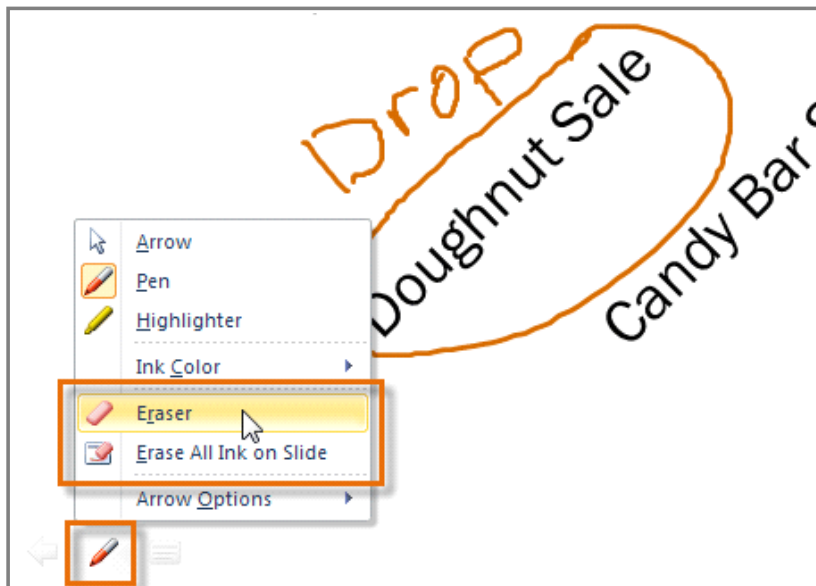 Drop
Doughnut Sale
Candy Bar
Arrow
Pen
Highlighter
Ink Color
Eraser
Erase All Ink on Slide
Arrow Options